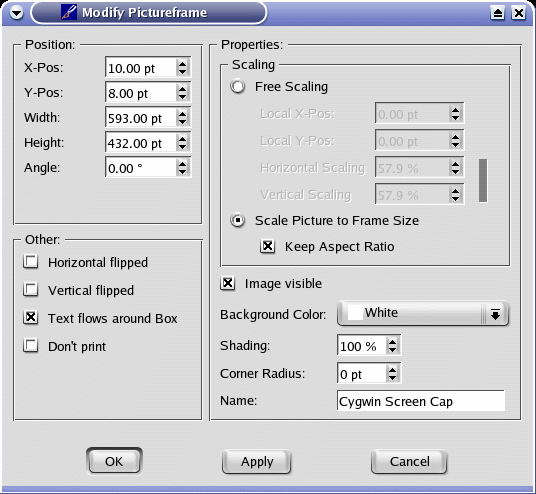 Modify Pictureframe
Position:
X-Pos: 10.00 pt
Y-Pos: 8.00 pt
Width: 593.00 pt
Height: 432.00 pt
Angle: 0.00 °
Other:
Horizontal flipped
Vertical flipped
Text flows around Box
Don't print
Properties:
Scaling
Free Scaling
Local X-Pos: 0.00 pt
Local Y-Pos: 0.00 pt
Horizontal Scaling 57.9 %
Vertical Scaling 57.9 %
Scale Picture to Frame Size
Keep Aspect Ratio
Image visible
Background Color: White
Shading: 100 %
Corner Radius: 0 pt
Name: Cygwin Screen Cap
OK Apply Cancel